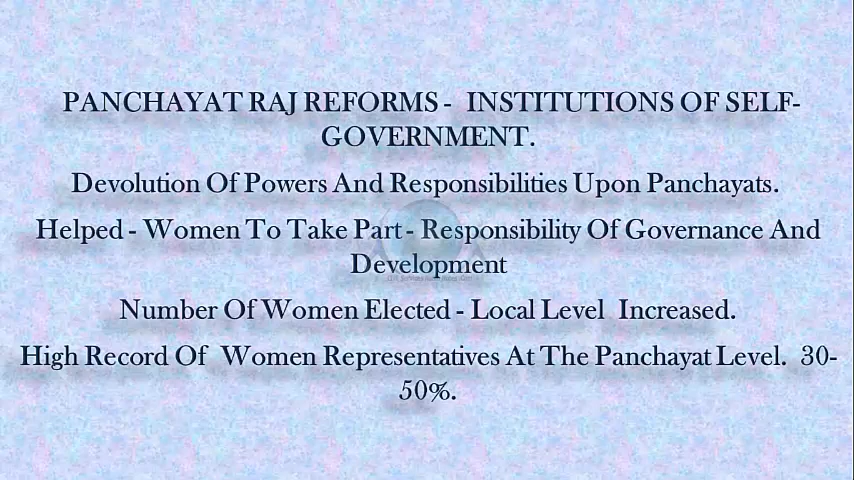 PANCHAYAT RAJ REFORMS - INSTITUTIONS OF SELF-
GOVERNMENT.
Devolution Of Powers And Responsibilities Upon Panchayats.
Helped - Women To Take Part - Responsibility Of Governance And
Development
Number Of Women Elected - Local Level Increased.
High Record Of Women Representatives At The Panchayat Level. 30-
50%.